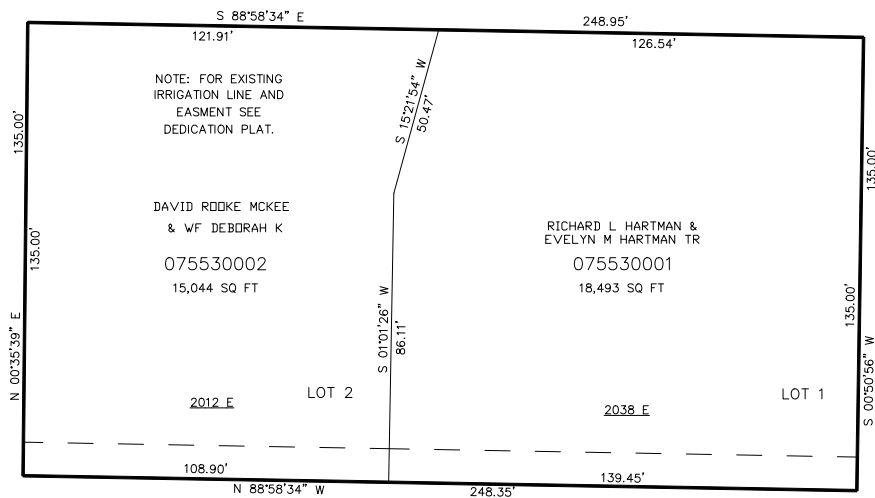 S 88°58'34" E
248.95'
121.91'
126.54'
NOTE: FOR EXISTING
IRRIGATION LINE AND
EASMENT SEE
DEDICATION PLAT.
S 15°21'54" W
50.47'
135.00'
135.00'
DAVID ROOKE MCKEE
& WF DEBORAH K
075530002
15,044 SQ FT
RICHARD L HARTMAN &
EVELYN M HARTMAN TR
075530001
18,493 SQ FT
135.00'
135.00'
N 00°35'39" E
S 01°01'26" W
86.11'
S 00°50'56" W
2012 E
LOT 2
2038 E
LOT 1
108.90'
139.45'
N 88°58'34" W
248.35'